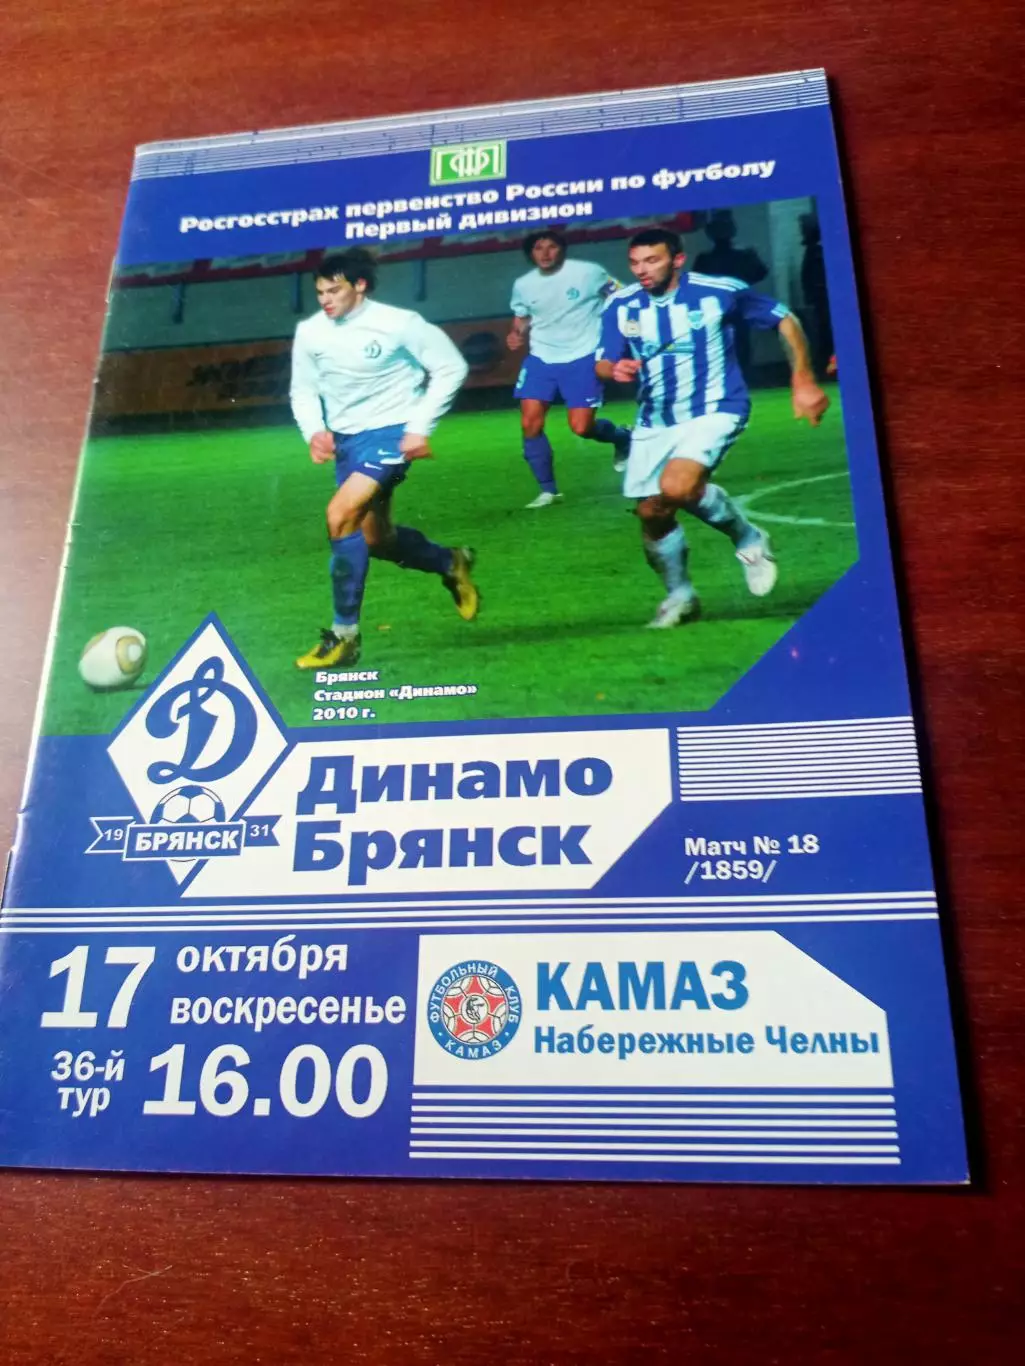 Росгосстрах первенство России по футболу
Первый дивизион
Брянск
Стадион «Динамо»
2010 г.
Динамо
Брянск
Д
19 БРЯНСК 31
Матч № 18
/1859/
17 октября
воскресенье
36-й
тур
16.00
ФУТБОЛЬНЫЙ КЛУБ
КАМАЗ
КАМАЗ
Набережные Челны